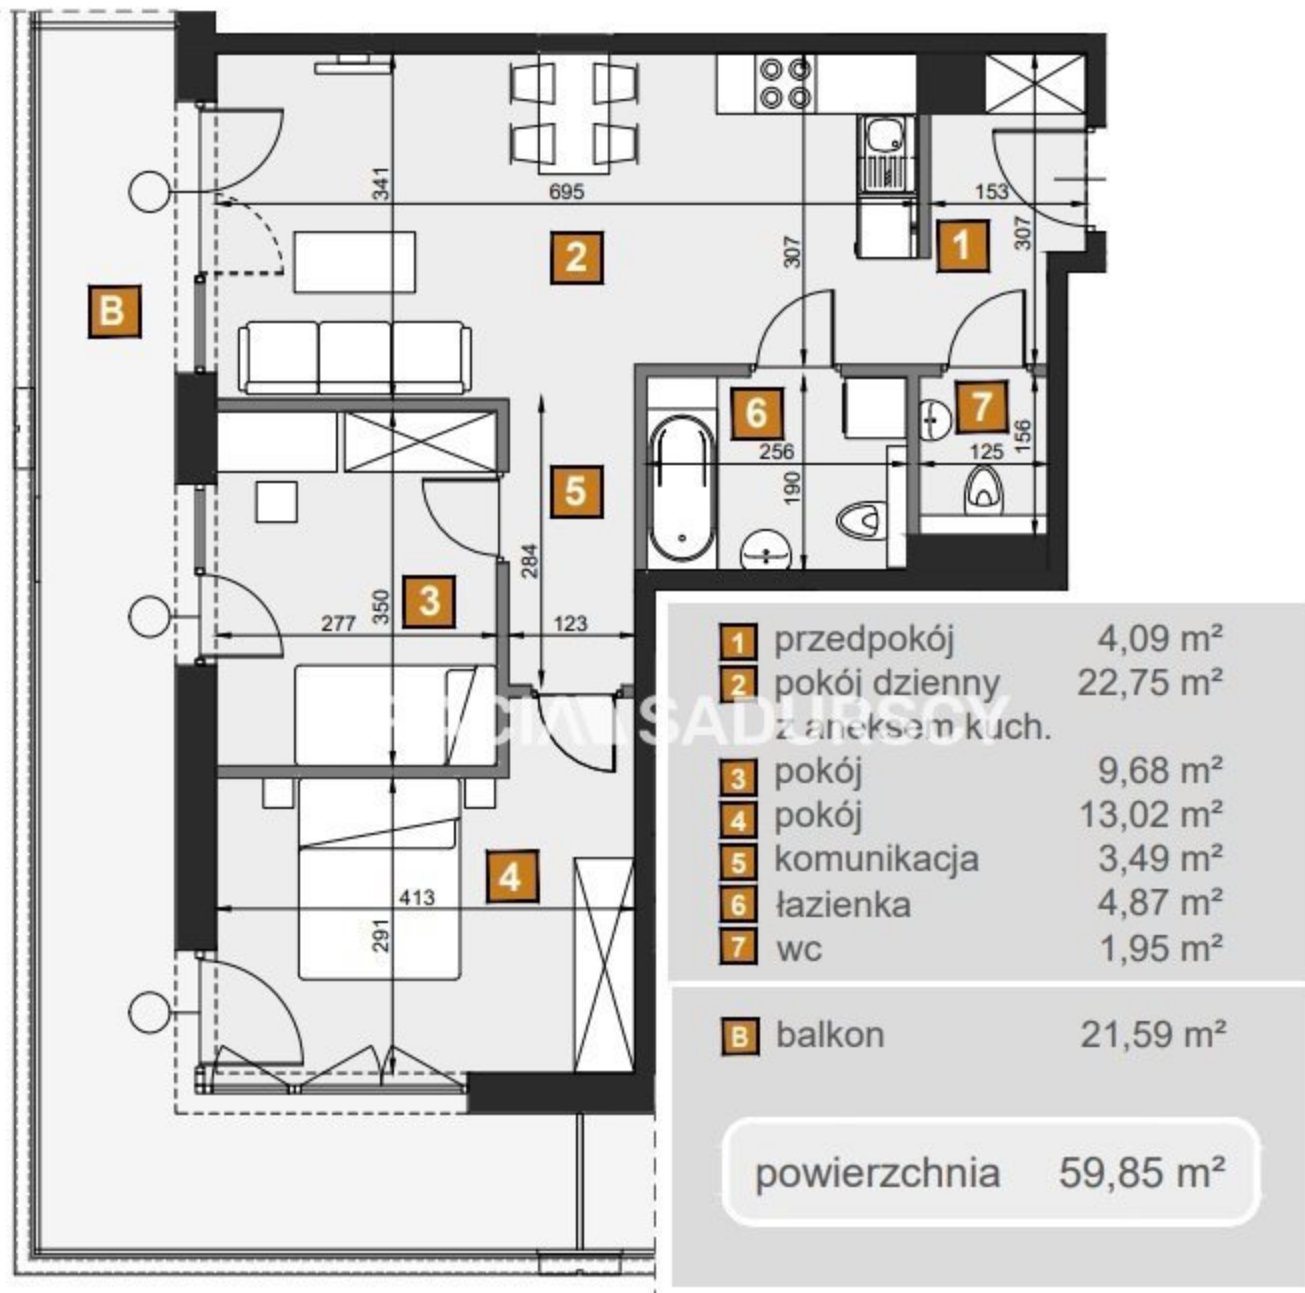 341
695
153
307
307
2
1
B
6
7
256
125
156
190
5
284
3
350
277
123
4
413
291
1 przedpokój 4,09 m²
2 pokój dzienny 22,75 m²
z aneksem kuch.
SADURSCY
3 pokój 9,68 m²
4 pokój 13,02 m²
5 komunikacja 3,49 m²
6 łazienka 4,87 m²
7 wc 1,95 m²
B balkon 21,59 m²
powierzchnia 59,85 m²